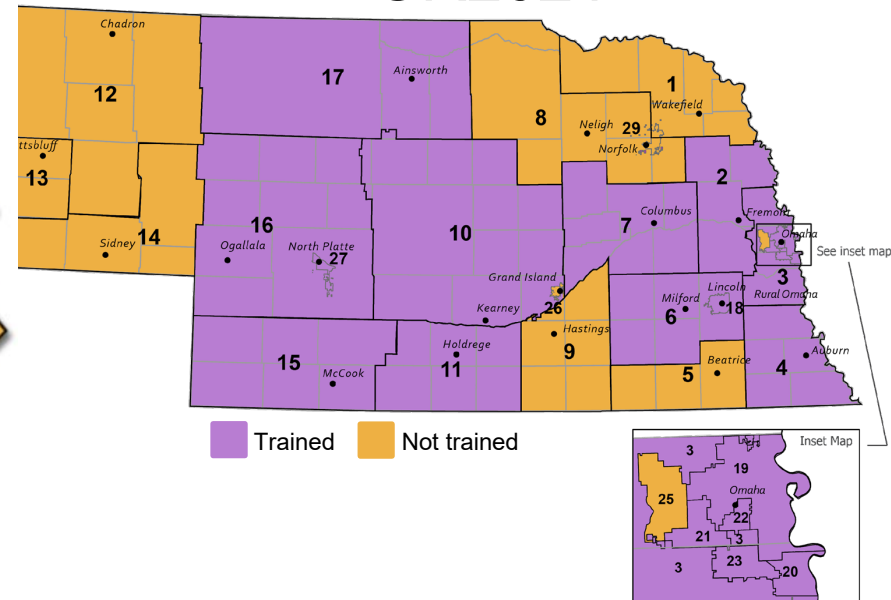 Chadron
12
17
Ainsworth
8
1
Wakefield
Neligh
29
Norfolk
ttsbluff
13
2
14
Sidney
16
Ogallala
North Platte
27
10
7
Columbus
Fremont
Omaha
See inset map
3
Rural Omaha
Grand Island
26
Kearney
Hastings
9
Milford
6
Lincoln
18
15
McCook
Holdrege
11
Beatrice
5
4
Auburn
Trained
Not trained
Inset Map
3
19
25
Omaha
22
21
3
23
3
20